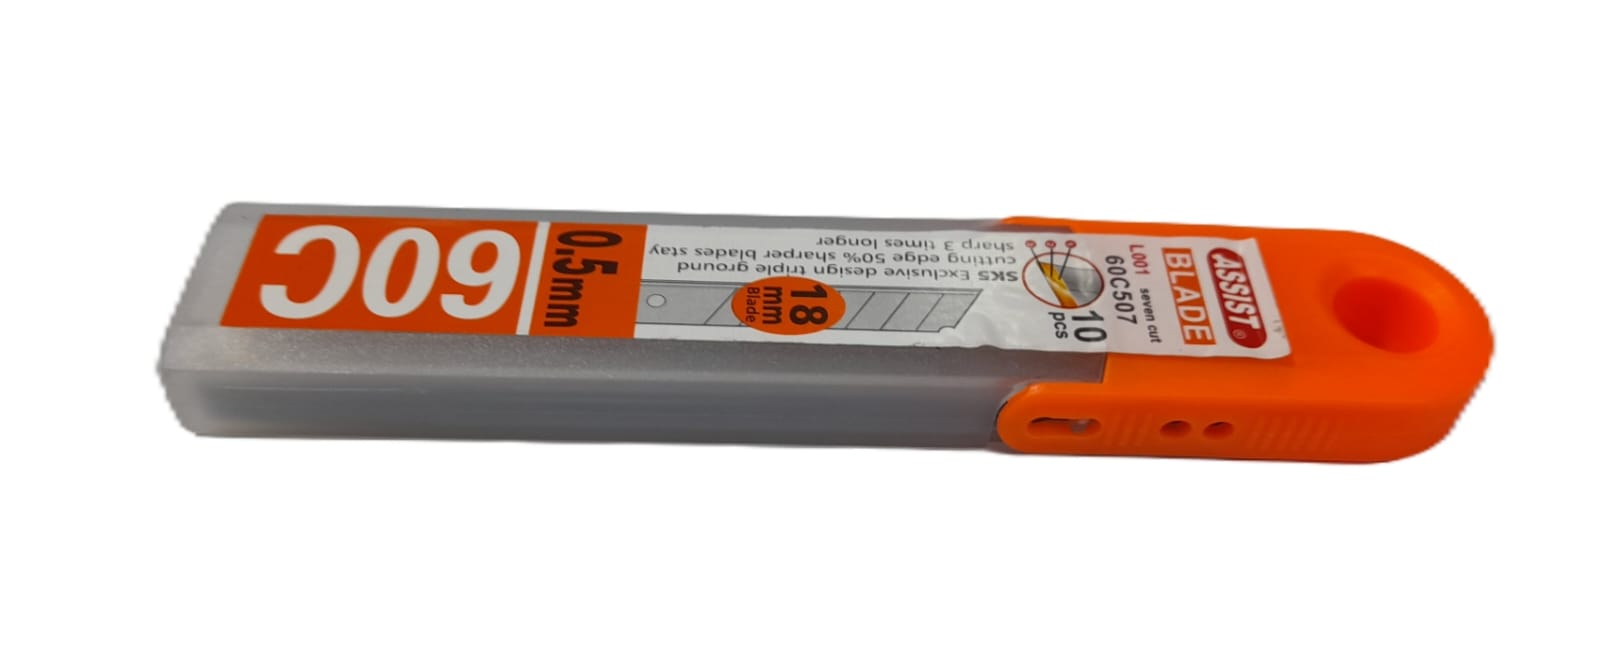 ASSIST®
BLADE
L001 seven cut
60C507
10
pcs
SK5 Exclusive design triple ground
cutting edge 50% sharper blades stay
sharp 3 times longer
18
mm
Blade
0.5mm
60C